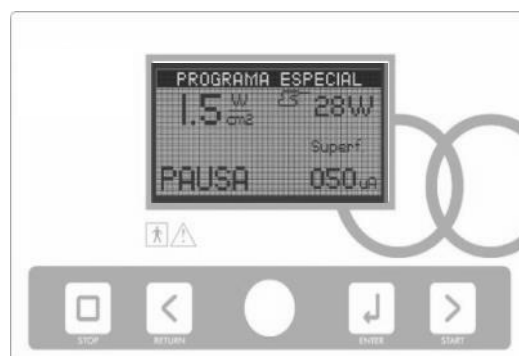 PROGRAMA ESPECIAL
1.5 W/cm2 28W
Superf
PAUSA 050uA
STOP
RETURN
ENTER
START